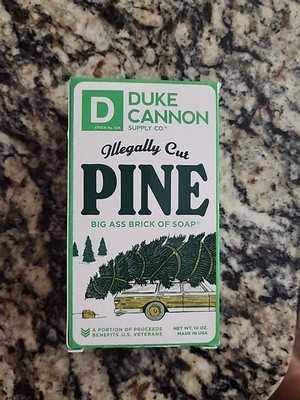 D
DUKE
CANNON
SUPPLY CO.™
Illegally Cut
PINE
BIG ASS BRICK OF SOAP®
A PORTION OF PROCEEDS
BENEFITS U.S. VETERANS
NET WT. 10 OZ.
MADE IN USA